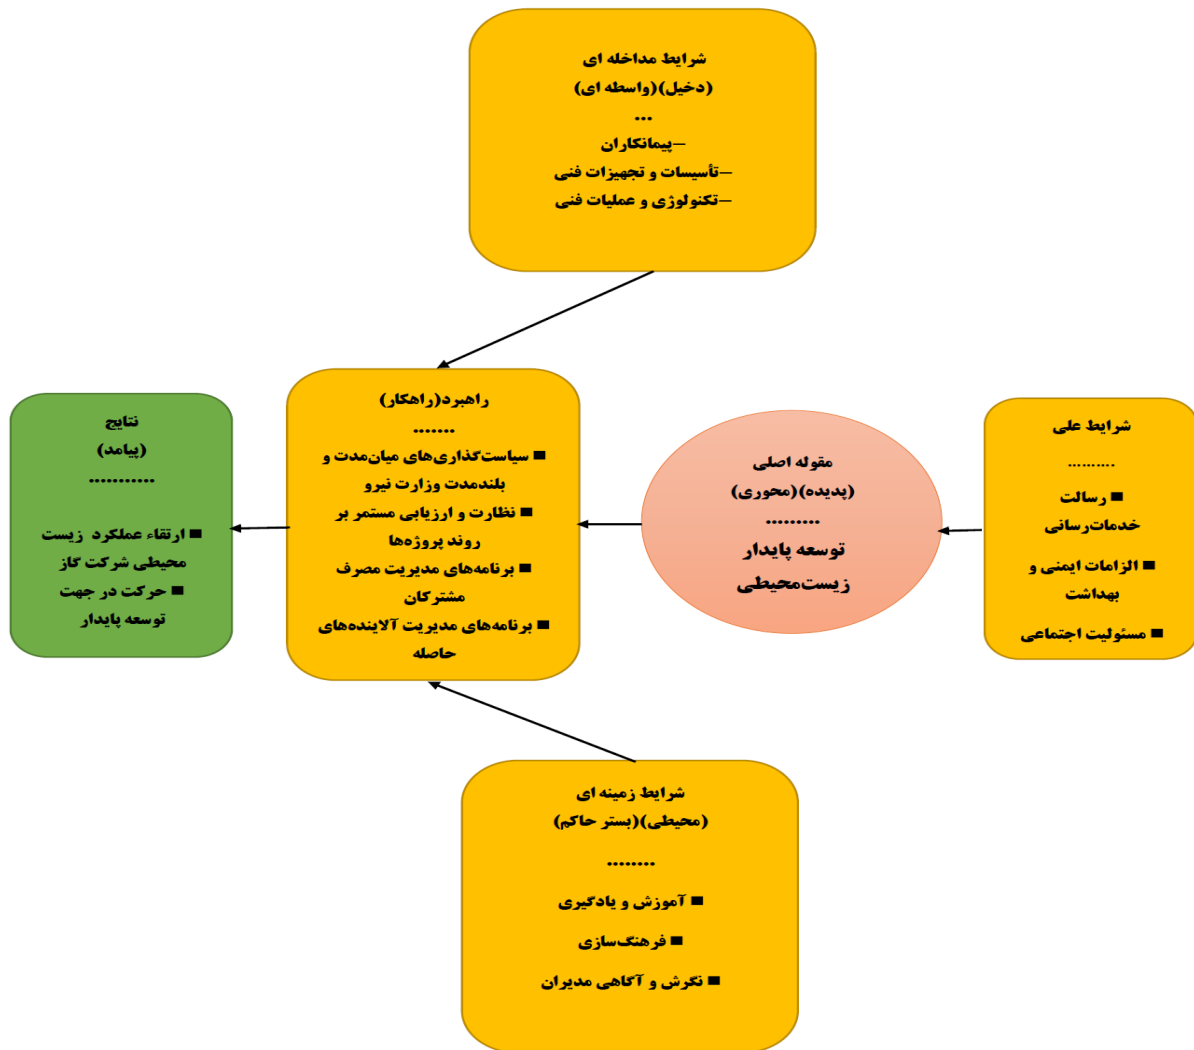 شرایط مداخله ای
(دخیل)(واسطه ای)
...
–پیمانکاران
–تأسیسات و تجهیزات فنی
–تکنولوژی و عملیات فنی
شرایط علی
..........
■ رسالت
خدمات‌رسانی
■ الزامات ایمنی و
بهداشت
■ مسئولیت اجتماعی
مقوله اصلی
(پدیده)(محوری)
.........
توسعه پایدار
زیست‌محیطی
راهبرد(راهکار)
.......
■ سیاست‌گذاری‌های میان‌مدت و
بلندمدت وزارت نیرو
■ نظارت و ارزیابی مستمر بر
روند پروژه‌ها
■ برنامه‌های مدیریت مصرف
مشترکان
■ برنامه‌های مدیریت آلاینده‌های
حاصله
نتایج
(پیامد)
...........
■ ارتقاء عملکرد زیست
محیطی شرکت گاز
■ حرکت در جهت
توسعه پایدار
شرایط زمینه ای
(محیطی)(بستر حاکم)
........
■ آموزش و یادگیری
■ فرهنگ‌سازی
■ نگرش و آگاهی مدیران